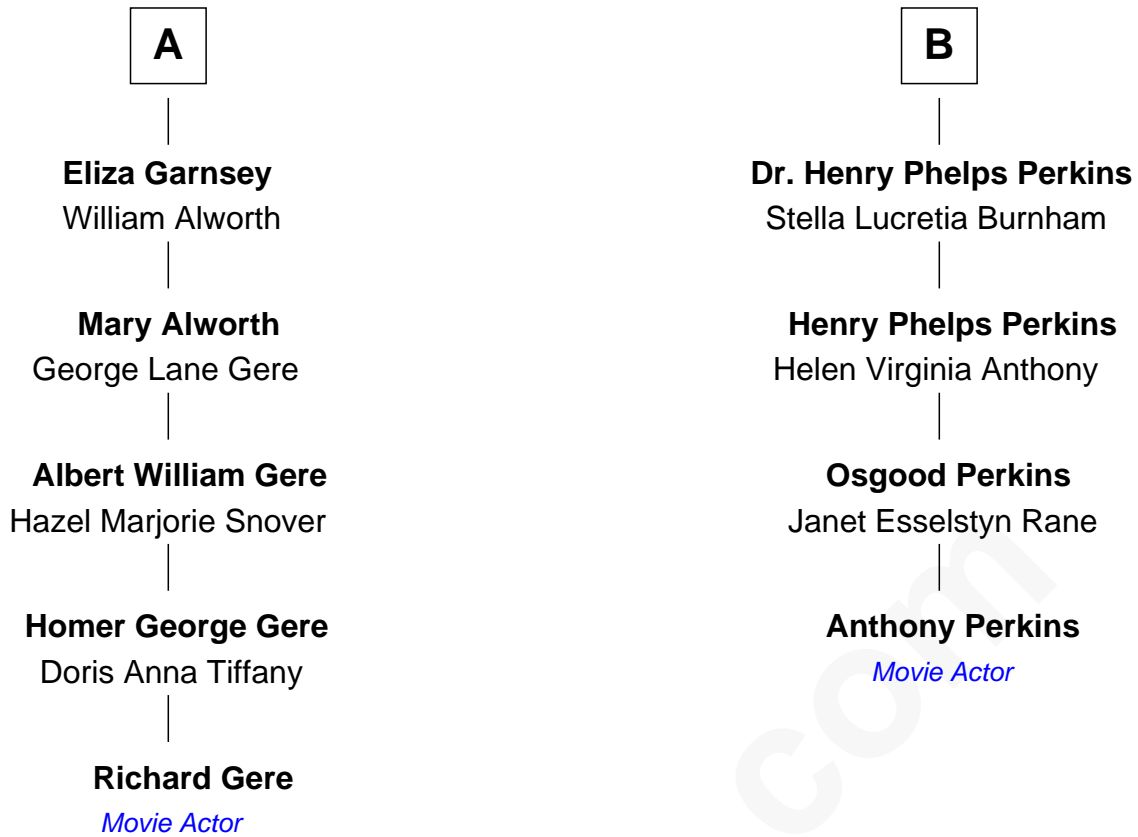 A
Eliza Garnsey
William Alworth
Mary Alworth
George Lane Gere
Albert William Gere
Hazel Marjorie Snover
Homer George Gere
Doris Anna Tiffany
Richard Gere
Movie Actor
B
Dr. Henry Phelps Perkins
Stella Lucretia Burnham
Henry Phelps Perkins
Helen Virginia Anthony
Osgood Perkins
Janet Esselstyn Rane
Anthony Perkins
Movie Actor
com